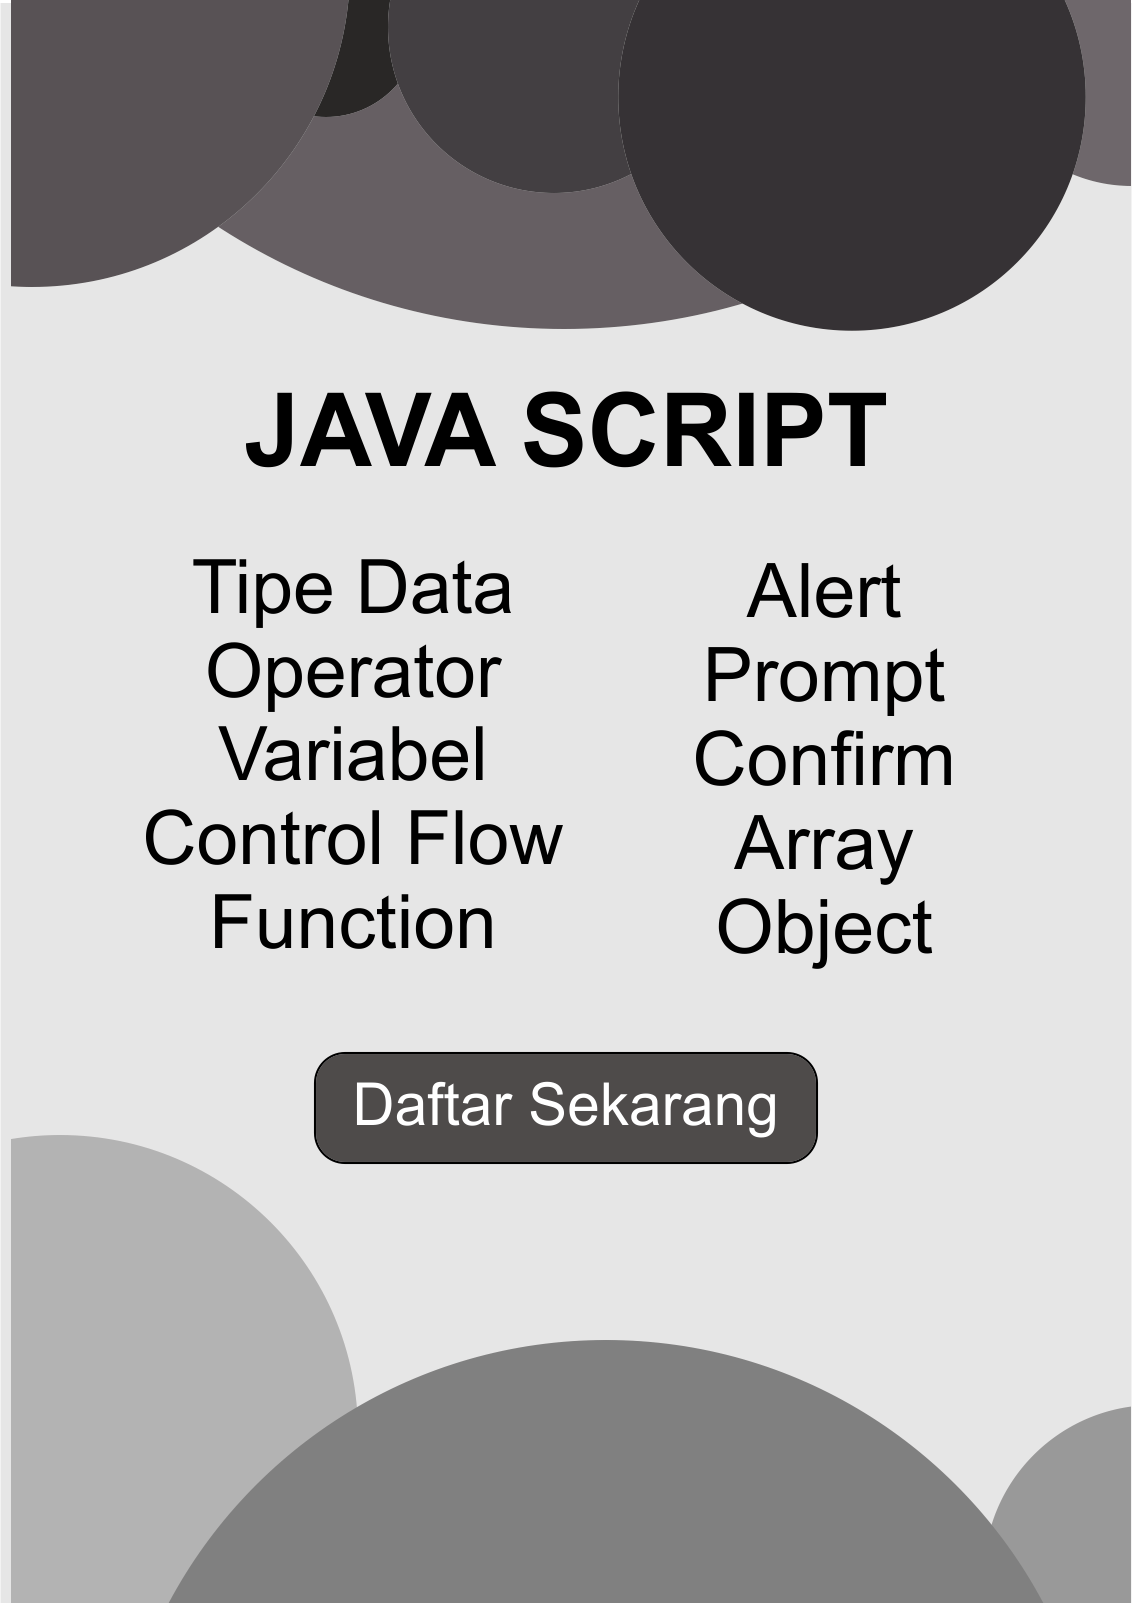 JAVA SCRIPT
Tipe Data
Operator
Variabel
Control Flow
Function
Alert
Prompt
Confirm
Array
Object
Daftar Sekarang